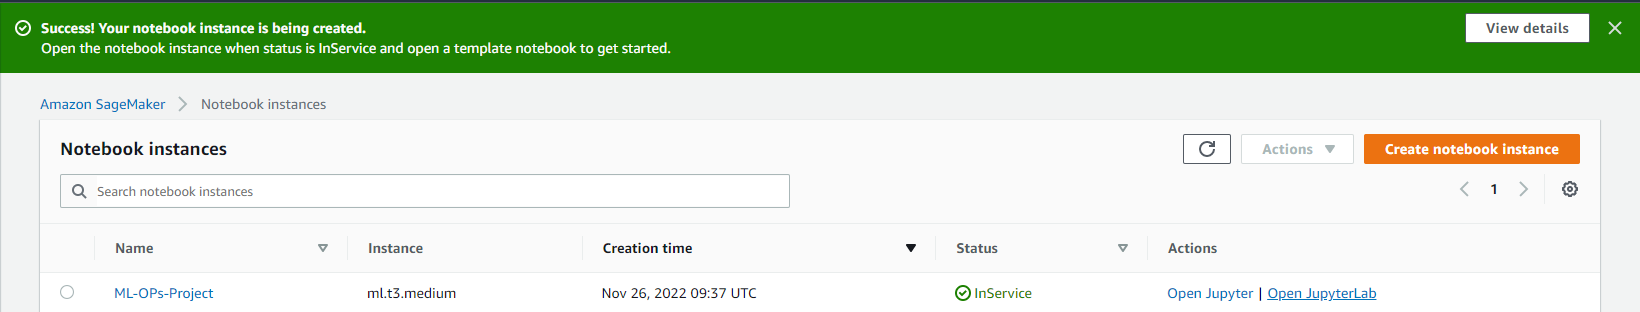 Success! Your notebook instance is being created.
View details
Open the notebook instance when status is InService and open a template notebook to get started.
Amazon SageMaker > Notebook instances
Notebook instances
Actions
Create notebook instance
Search notebook instances
1
Name Instance Creation time Status Actions
ML-OPs-Project ml.t3.medium Nov 26, 2022 09:37 UTC InService Open Jupyter | Open JupyterLab